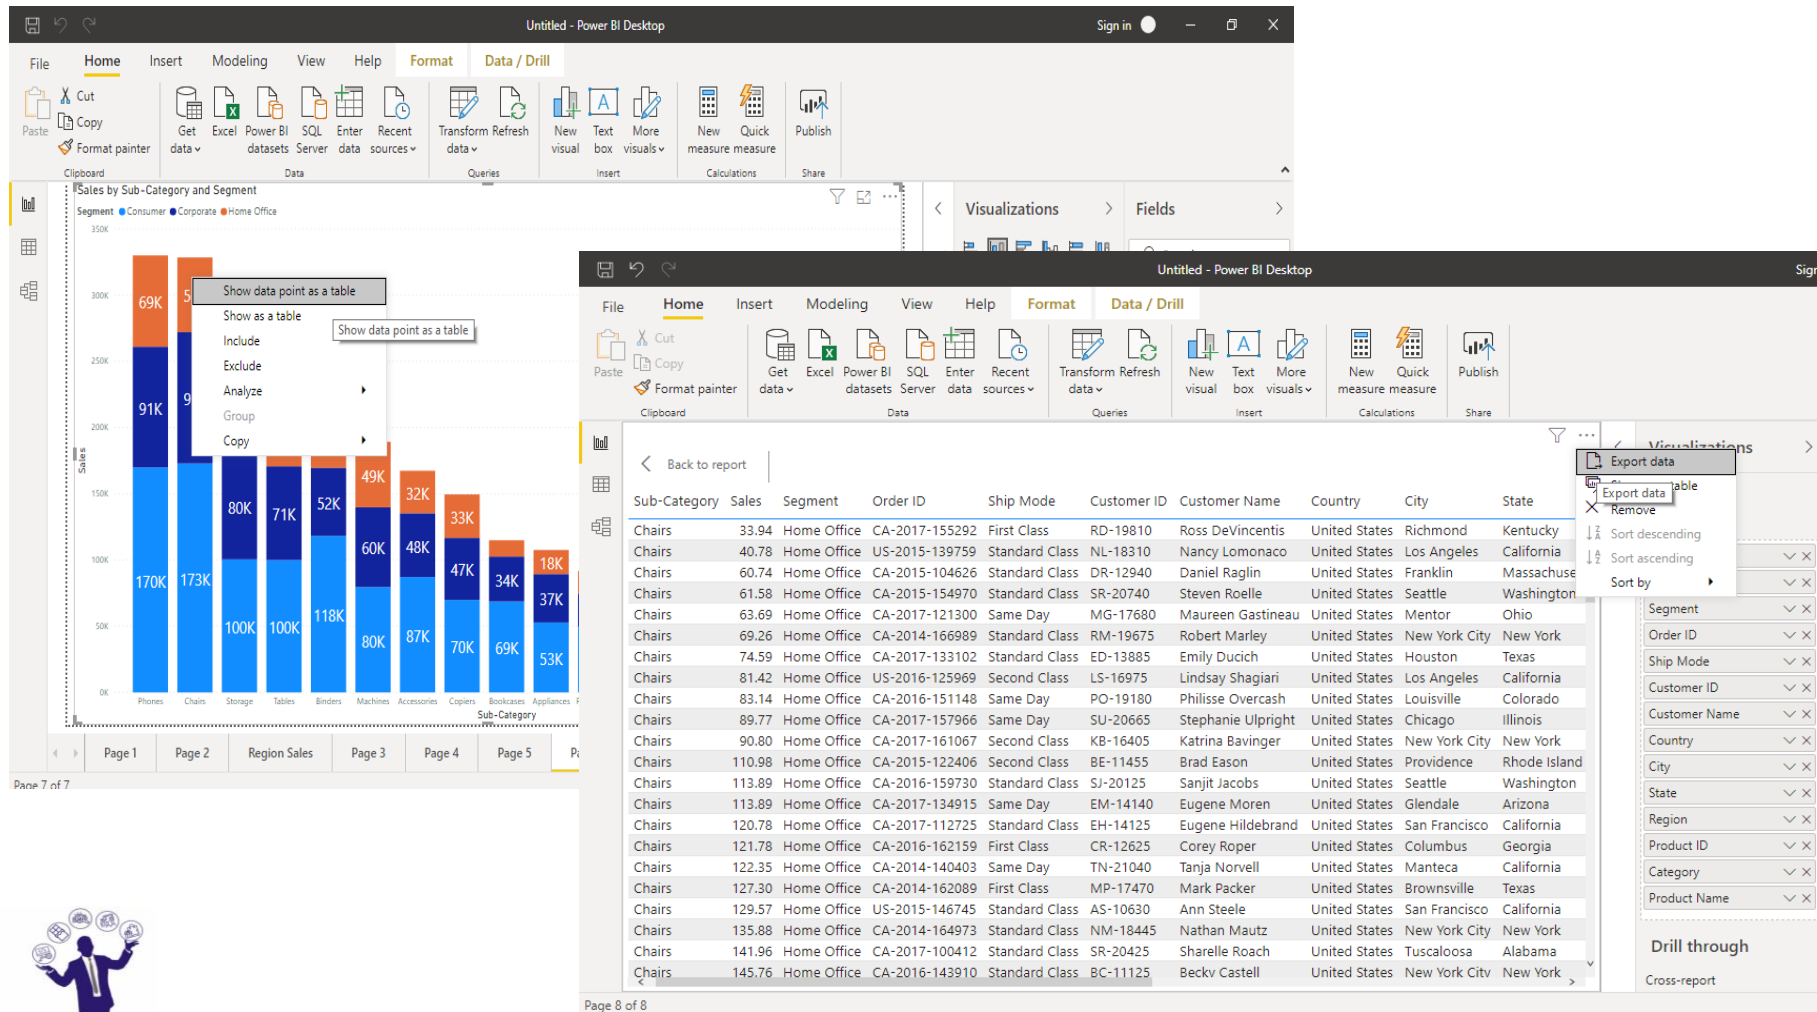 Untitled - Power BI Desktop
Sign in
File Home Insert Modeling View Help Format Data / Drill
Paste
Cut
Copy
Format painter
Get data
Excel
Power BI datasets
SQL Server
Enter data
Recent sources
Transform data
Refresh
New visual
Text box
More visuals
New measure
Quick measure
Publish
Clipboard Data Queries Insert Calculations Share
Sales by Sub-Category and Segment
Segment Consumer Corporate Home Office
Visualizations
Fields
350K
300K
250K
200K
150K
100K
50K
0K
Sales
69K
91K
170K
173K
80K
100K
71K
100K
52K
118K
49K
60K
80K
32K
48K
87K
33K
47K
70K
34K
69K
18K
37K
53K
Show data point as a table
Show as a table
Include
Exclude
Analyze
Group
Copy
Show data point as a table
Phones Chairs Storage Tables Binders Machines Accessories Copiers Bookcases Appliances
Sub-Category
Page 1 Page 2 Region Sales Page 3 Page 4 Page 5
Page 7 of 7
Untitled - Power BI Desktop
File Home Insert Modeling View Help Format Data / Drill
Paste
Cut
Copy
Format painter
Get data
Excel
Power BI datasets
SQL Server
Enter data
Recent sources
Transform data
Refresh
New visual
Text box
More visuals
New measure
Quick measure
Publish
Clipboard Data Queries Insert Calculations Share
Back to report
Sub-Category Sales Segment Order ID Ship Mode Customer ID Customer Name Country City State
Chairs 33.94 Home Office CA-2017-155292 First Class RD-19810 Ross DeVincentis United States Richmond Kentucky
Chairs 40.78 Home Office US-2015-139759 Standard Class NL-18310 Nancy Lomonaco United States Los Angeles California
Chairs 60.74 Home Office CA-2015-104626 Standard Class DR-12940 Daniel Raglin United States Franklin Massachuse
Chairs 61.58 Home Office CA-2015-154970 Standard Class SR-20740 Steven Roelle United States Seattle Washington
Chairs 63.69 Home Office CA-2017-121300 Same Day MG-17680 Maureen Gastineau United States Mentor Ohio
Chairs 69.26 Home Office CA-2014-166989 Standard Class RM-19675 Robert Marley United States New York City New York
Chairs 74.59 Home Office CA-2017-133102 Standard Class ED-13885 Emily Ducich United States Houston Texas
Chairs 81.42 Home Office US-2016-125969 Second Class LS-16975 Lindsay Shagiari United States Los Angeles California
Chairs 83.14 Home Office CA-2016-151148 Same Day PO-19180 Philisse Overcash United States Louisville Colorado
Chairs 89.77 Home Office CA-2017-157966 Same Day SU-20665 Stephanie Ulpright United States Chicago Illinois
Chairs 90.80 Home Office CA-2017-161067 Second Class KB-16405 Katrina Bavinger United States New York City New York
Chairs 110.98 Home Office CA-2015-122406 Second Class BE-11455 Brad Eason United States Providence Rhode Island
Chairs 113.89 Home Office CA-2016-159730 Standard Class SJ-20125 Sanjit Jacobs United States Seattle Washington
Chairs 113.89 Home Office CA-2017-134915 Same Day EM-14140 Eugene Moren United States Glendale Arizona
Chairs 120.78 Home Office CA-2017-112725 Standard Class EH-14125 Eugene Hildebrand United States San Francisco California
Chairs 121.78 Home Office CA-2016-162159 First Class CR-12625 Corey Roper United States Columbus Georgia
Chairs 122.35 Home Office CA-2014-140403 Same Day TN-21040 Tanja Norvell United States Manteca California
Chairs 127.30 Home Office CA-2014-162089 First Class MP-17470 Mark Packer United States Brownsville Texas
Chairs 129.57 Home Office US-2015-146745 Standard Class AS-10630 Ann Steele United States San Francisco California
Chairs 135.88 Home Office CA-2014-164973 Standard Class NM-18445 Nathan Mautz United States New York City New York
Chairs 141.96 Home Office CA-2017-100412 Standard Class SR-20425 Sharelle Roach United States Tuscaloosa Alabama
Chairs 145.76 Home Office CA-2016-143910 Standard Class BC-11125 Becky Castell United States New York City New York
Export data
Export data
Remove
Sort descending
Sort ascending
Sort by
Visualizations
Segment
Order ID
Ship Mode
Customer ID
Customer Name
Country
City
State
Region
Product ID
Category
Product Name
Drill through
Cross-report
Page 8 of 8